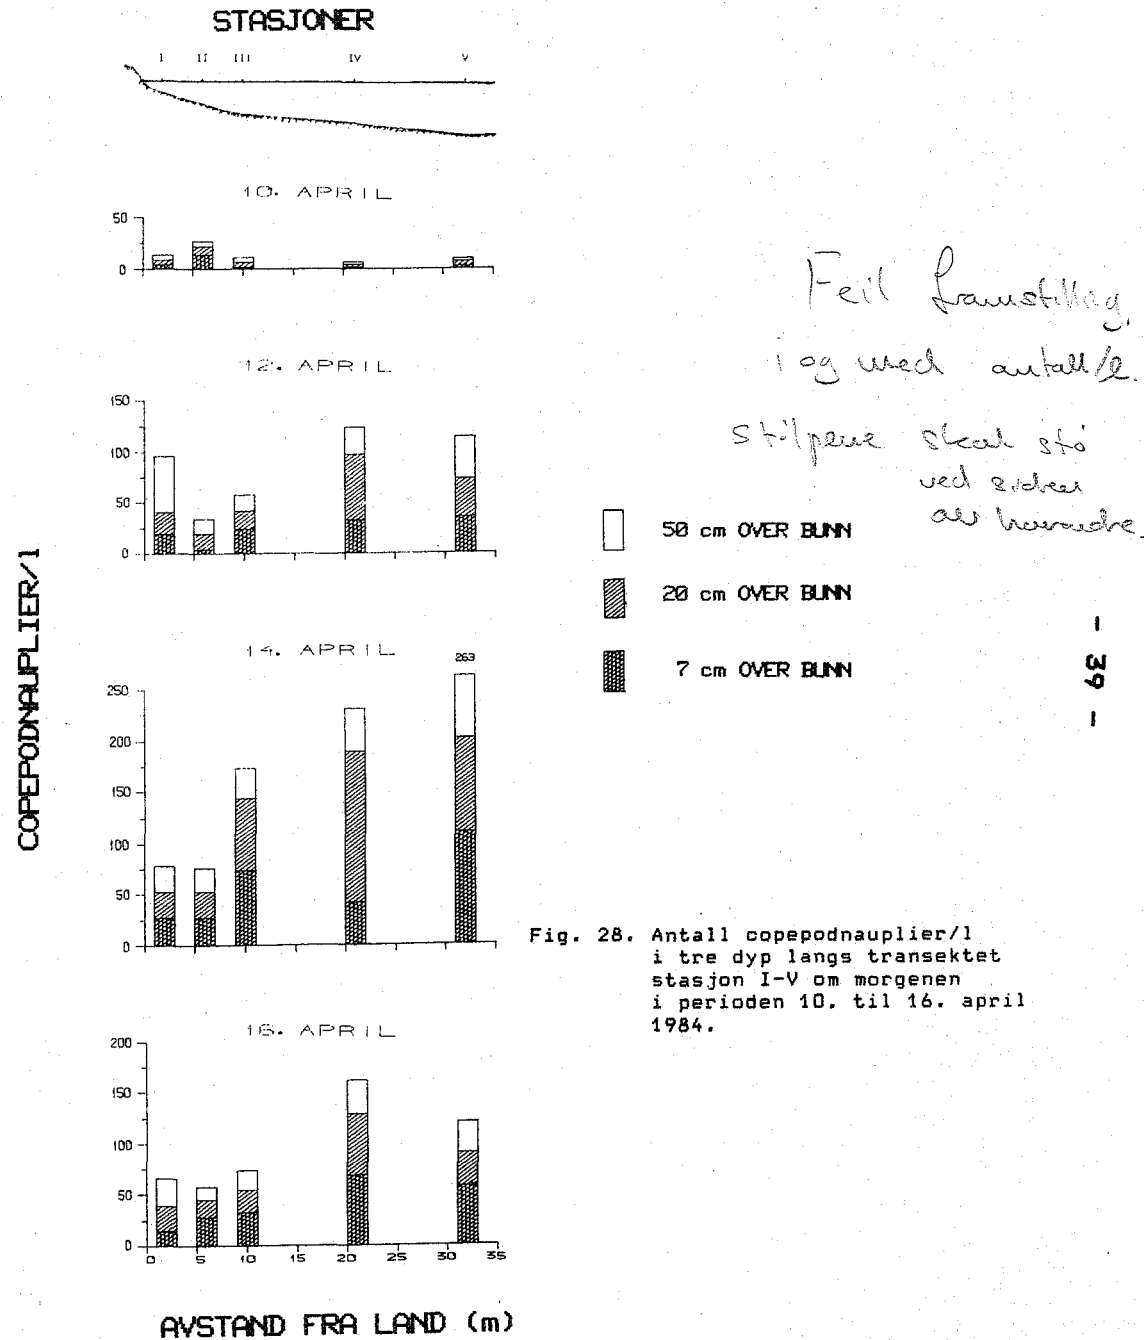 STASJONER
I II III IV V
10. APRIL
50
0
12. APRIL
150
100
50
0
14. APRIL
263
250
200
150
100
50
0
16. APRIL
200
150
100
50
0
0 5 10 15 20 25 30 35
AVSTAND FRA LAND (m)
COPEPODNAUPLIER/l
Feil framstilling,
i og med antall/l.
Stilpene skal stå
ved siden
av hverandre.
50 cm OVER BUNN
20 cm OVER BUNN
7 cm OVER BUNN
- 39 -
Fig. 28. Antall copepodnauplier/l
i tre dyp langs transektet
stasjon I-V om morgenen
i perioden 10. til 16. april
1984.